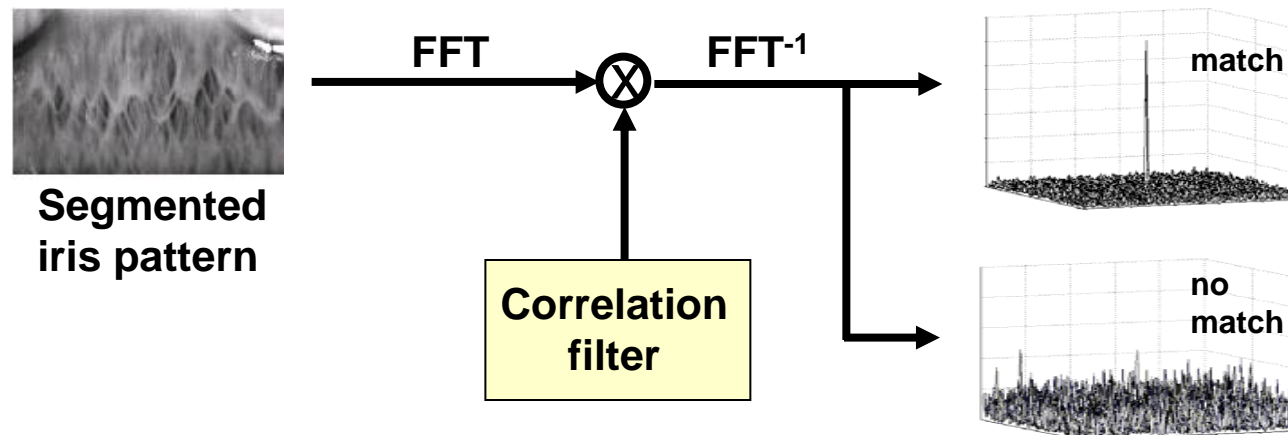 FFT
X
FFT-1
match
Segmented
iris pattern
Correlation
filter
no
match